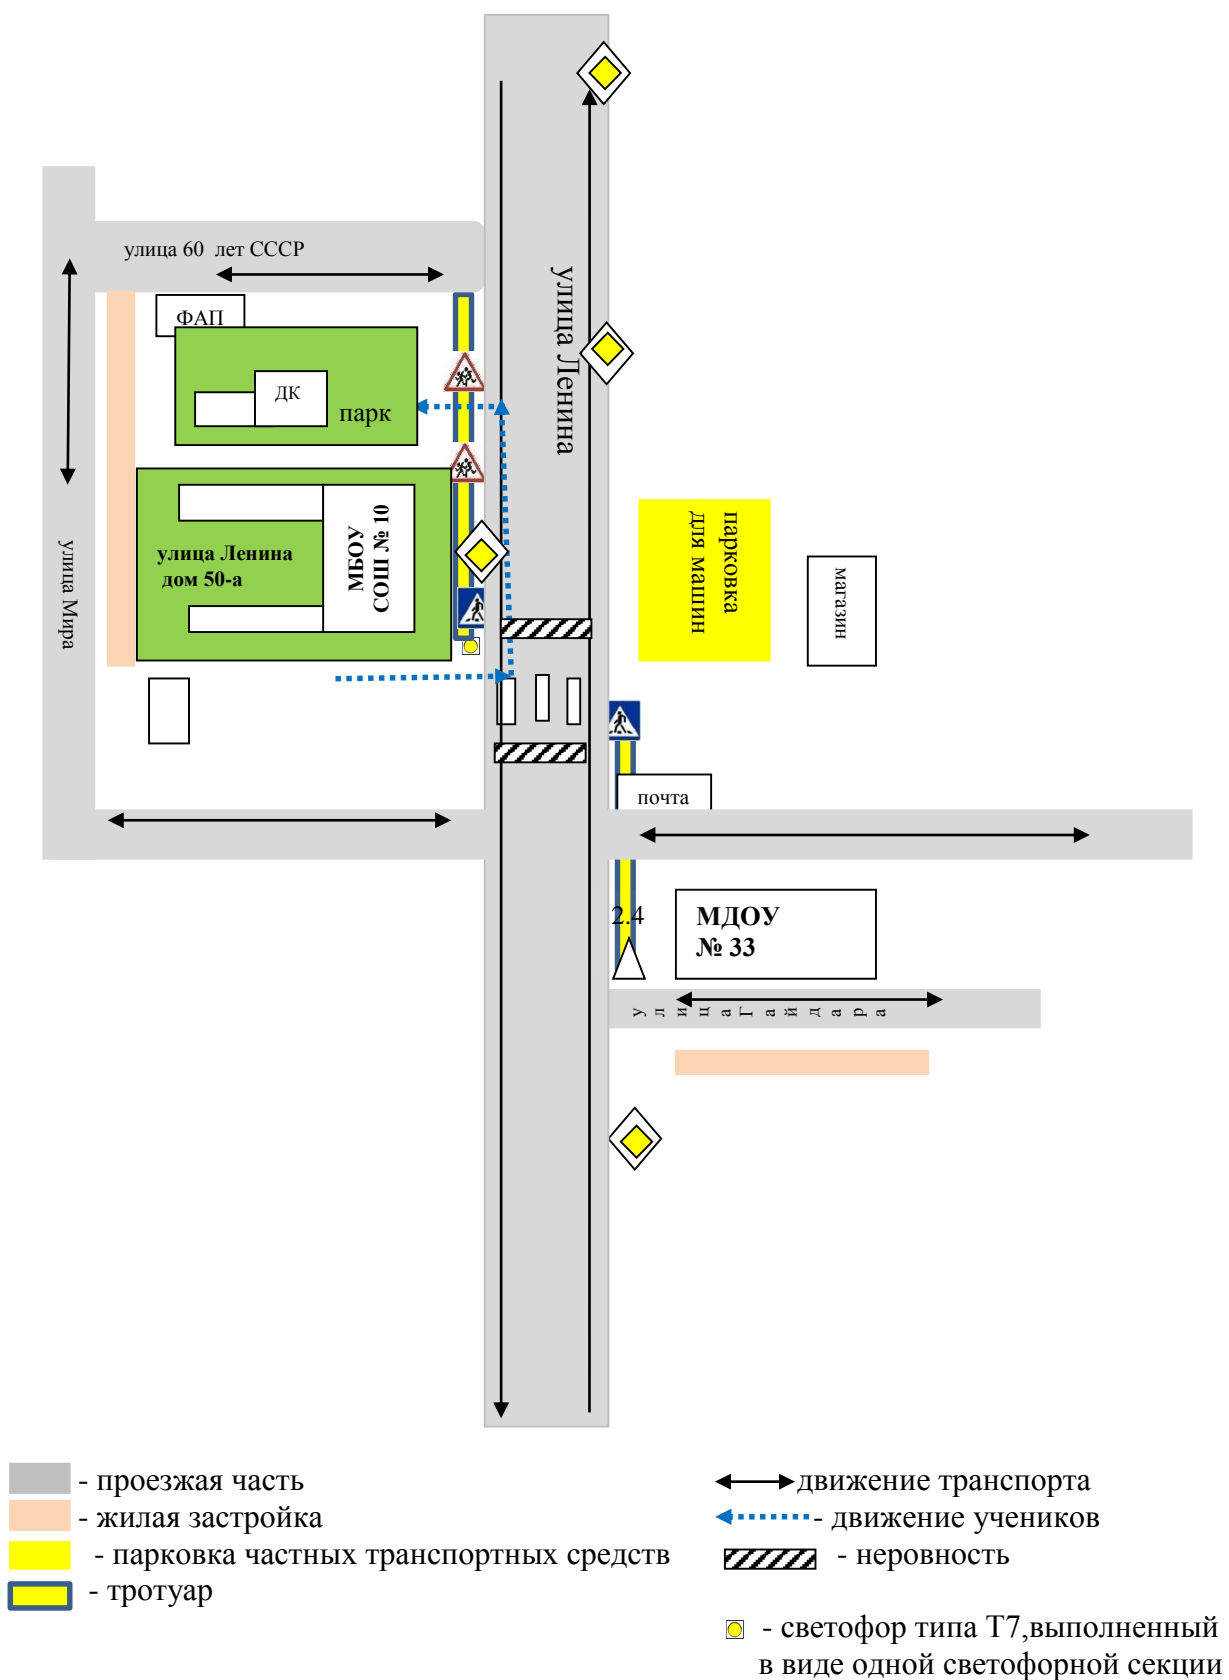 улица 60 лет СССР
ФАП
ДК
парк
улица Ленина
улица Ленина
дом 50-а
МБОУ
СОШ № 10
улица Мира
парковка
для машин
магазин
почта
2.4
МДОУ
№ 33
улицаГайдара
- проезжая часть
- жилая застройка
- парковка частных транспортных средств
- тротуар
движение транспорта
- движение учеников
- неровность
- светофор типа Т7,выполненный
в виде одной светофорной секции